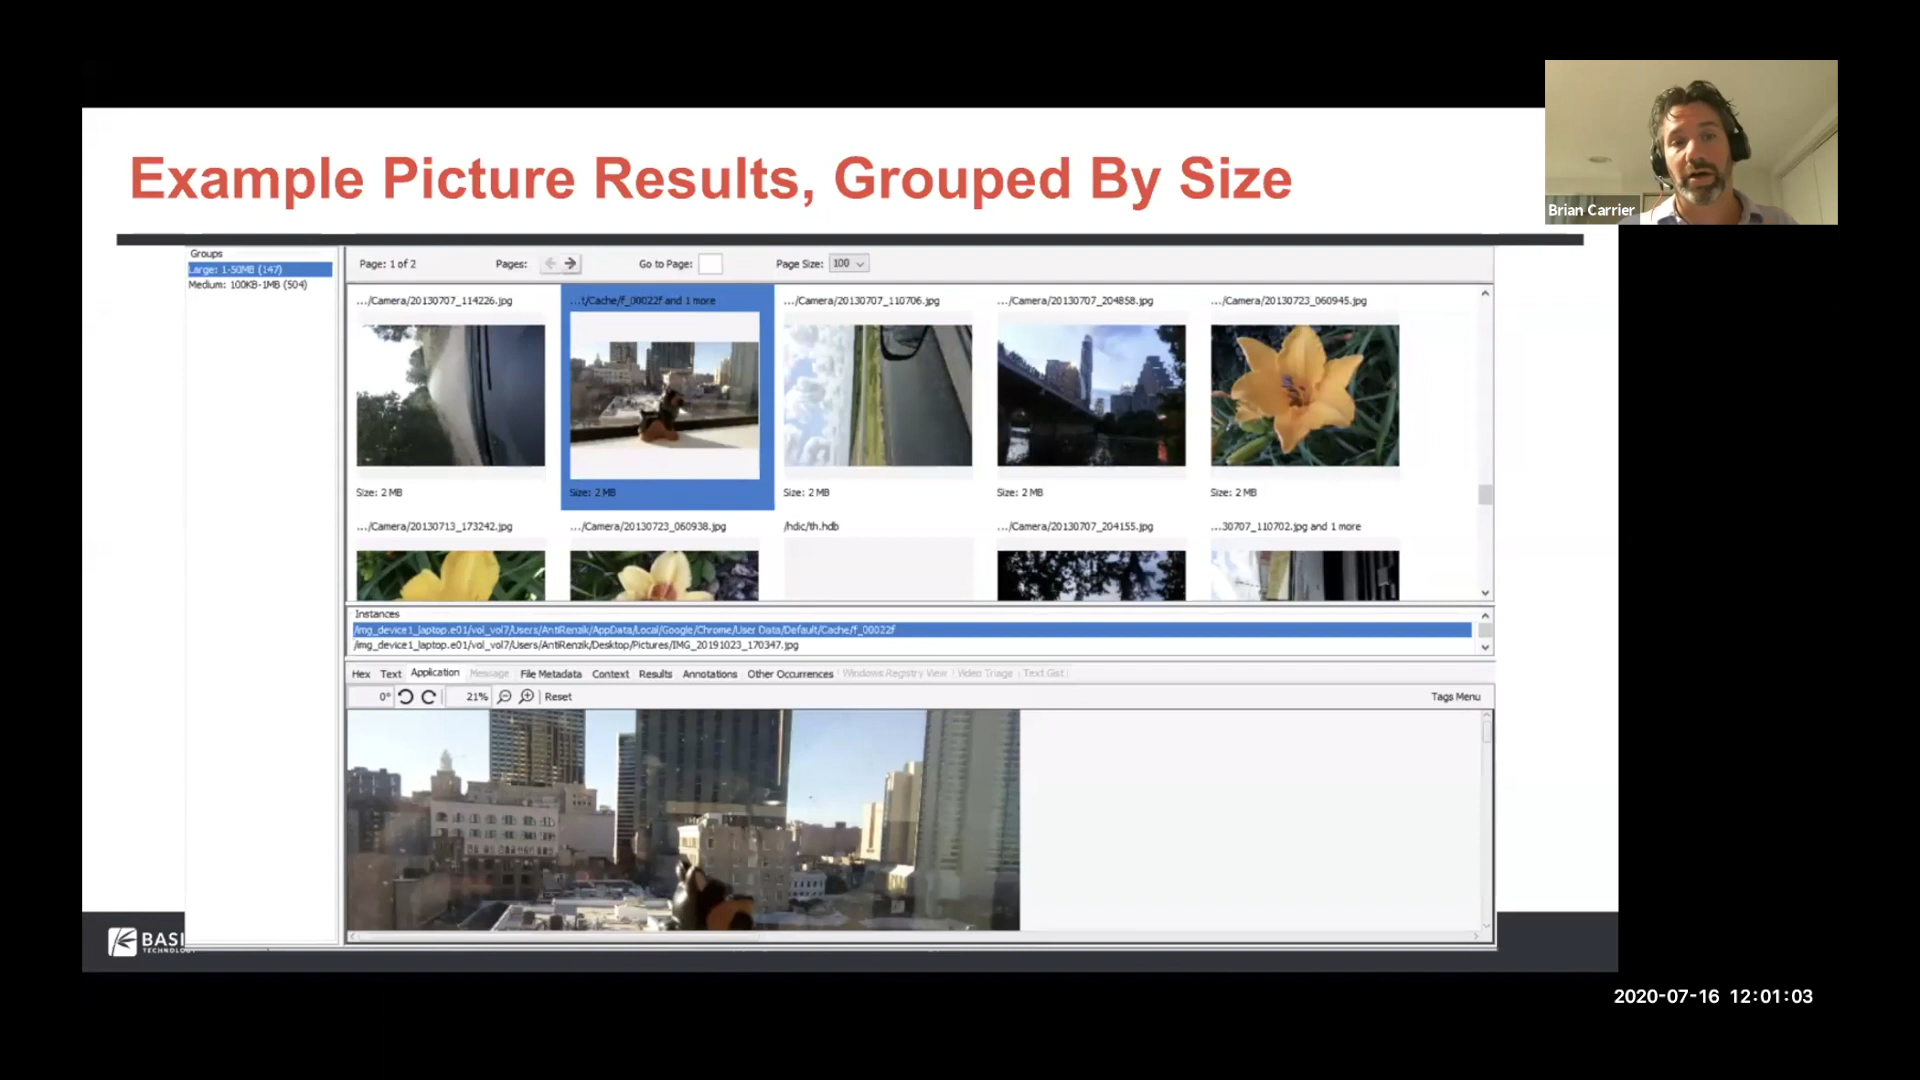 Example Picture Results, Grouped By Size
Brian Carrier
Groups
Large: 1-50MB (147)
Medium: 100KB-1MB (504)
Page: 1 of 2 Pages: Go to Page: Page Size: 100
.../Camera/20130707_114226.jpg ...t/Cache/f_00022f and 1 more .../Camera/20130707_110706.jpg .../Camera/20130707_204858.jpg .../Camera/20130723_060945.jpg
Size: 2 MB Size: 2 MB Size: 2 MB Size: 2 MB Size: 2 MB
.../Camera/20130713_173242.jpg .../Camera/20130723_060938.jpg /hdic/th.hdb .../Camera/20130707_204155.jpg ...30707_110702.jpg and 1 more
Instances
/img_device1_laptop.e01/vol_vol7/Users/AntiRenzik/AppData/Local/Google/Chrome/User Data/Default/Cache/f_00022f
/img_device1_laptop.e01/vol_vol7/Users/AntiRenzik/Desktop/Pictures/IMG_20191023_170347.jpg
Hex Text Application Message File Metadata Context Results Annotations Other Occurrences Windows Registry View Video Triage Text Gist
0° 21% Reset Tags Menu
BASI
TECHNOLOG
2020-07-16 12:01:03